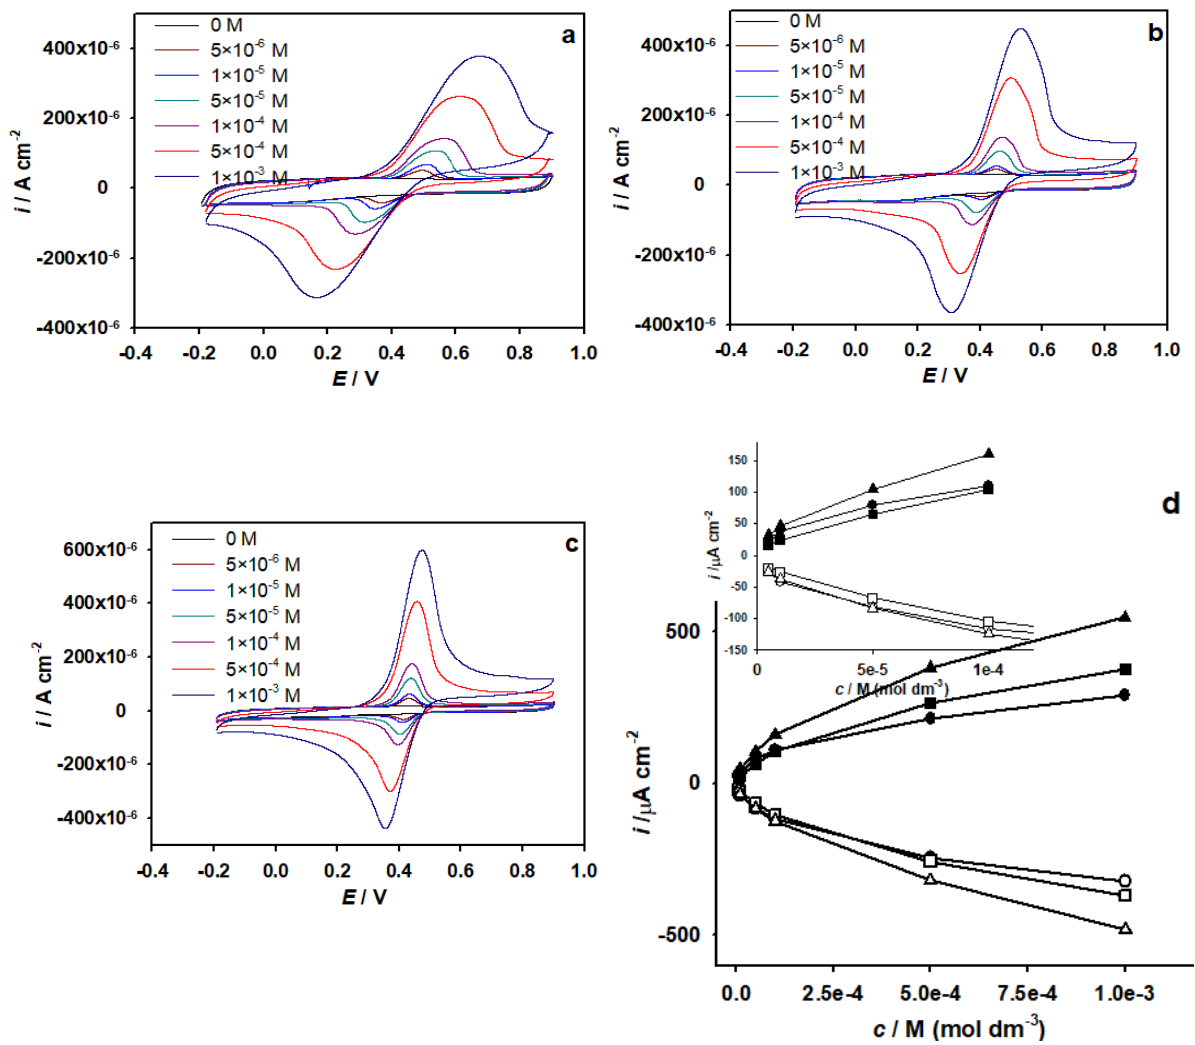 a
0 M
5×10⁻⁶ M
1×10⁻⁵ M
5×10⁻⁵ M
1×10⁻⁴ M
5×10⁻⁴ M
1×10⁻³ M
400x10⁻⁶
200x10⁻⁶
0
-200x10⁻⁶
-400x10⁻⁶
i / A cm⁻²
-0.4 -0.2 0.0 0.2 0.4 0.6 0.8 1.0
E / V
b
0 M
5×10⁻⁶ M
1×10⁻⁵ M
5×10⁻⁵ M
1×10⁻⁴ M
5×10⁻⁴ M
1×10⁻³ M
400x10⁻⁶
200x10⁻⁶
0
-200x10⁻⁶
-400x10⁻⁶
i / A cm⁻²
-0.4 -0.2 0.0 0.2 0.4 0.6 0.8 1.0
E / V
c
0 M
5×10⁻⁶ M
1×10⁻⁵ M
5×10⁻⁵ M
1×10⁻⁴ M
5×10⁻⁴ M
1×10⁻³ M
600x10⁻⁶
400x10⁻⁶
200x10⁻⁶
0
-200x10⁻⁶
-400x10⁻⁶
i / A cm⁻²
-0.4 -0.2 0.0 0.2 0.4 0.6 0.8 1.0
E / V
d
150
100
50
0
-50
-100
-150
i /µA cm⁻²
0 5e-5 1e-4
c / M (mol dm⁻³)
500
0
-500
i /µA cm⁻²
0.0 2.5e-4 5.0e-4 7.5e-4 1.0e-3
c / M (mol dm⁻³)